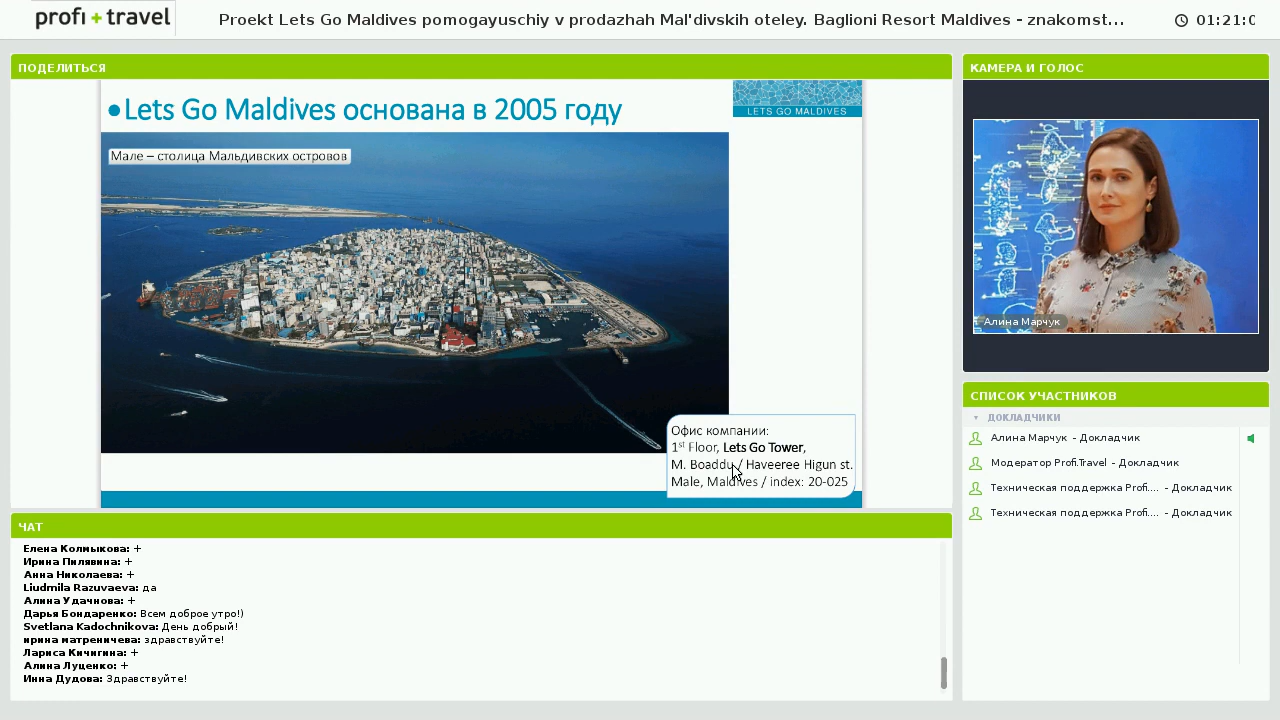 profi + travel
Proekt Lets Go Maldives pomogayuschiy v prodazhah Mal'divskih oteley. Baglioni Resort Maldives - znakomst...
01:21:0
ПОДЕЛИТЬСЯ
•Lets Go Maldives основана в 2005 году
LETS GO MALDIVES
Мале – столица Мальдивских островов
Офис компании:
1st Floor, Lets Go Tower,
M. Boaddu / Haveeree Higun st.
Male, Maldives / index: 20-025
КАМЕРА И ГОЛОС
Алина Марчук
СПИСОК УЧАСТНИКОВ
ДОКЛАДЧИКИ
Алина Марчук - Докладчик
Модератор Profi.Travel - Докладчик
Техническая поддержка Profi.... - Докладчик
Техническая поддержка Profi.... - Докладчик
ЧАТ
Елена Колмыкова: +
Ирина Пилявина: +
Анна Николаева: +
Liudmila Razuvaeva: да
Алина Удачнова: +
Дарья Бондаренко: Всем доброе утро!)
Svetlana Kadochnikova: День добрый!
ирина матреничева: здравствуйте!
Лариса Кичигина: +
Алина Луценко: +
Инна Дудова: Здравствуйте!